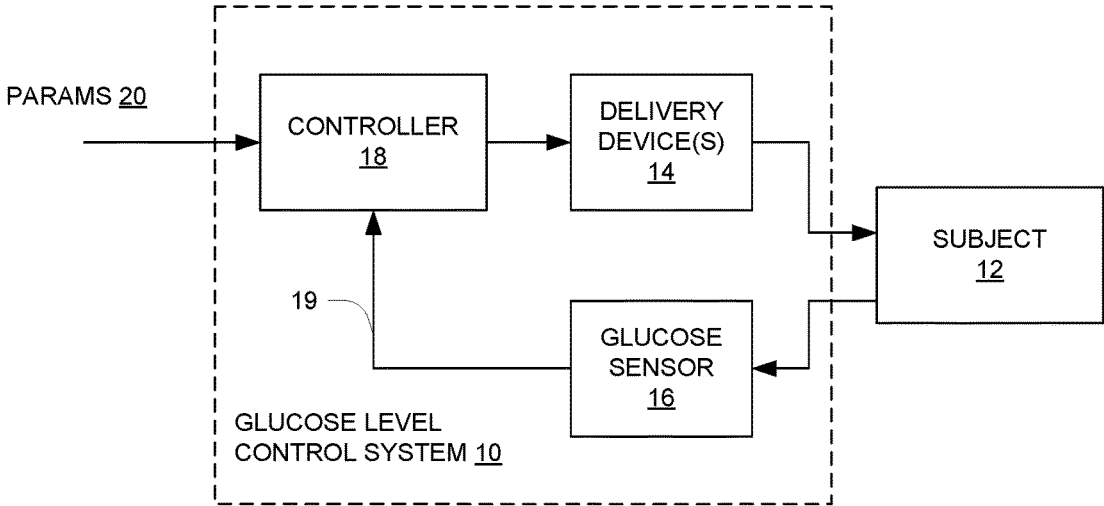 PARAMS 20
CONTROLLER
18
DELIVERY
DEVICE(S)
14
SUBJECT
12
19
GLUCOSE
SENSOR
16
GLUCOSE LEVEL
CONTROL SYSTEM 10